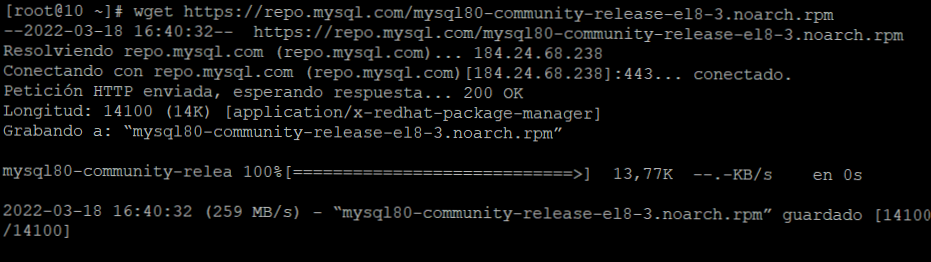 [root@10 ~]# wget https://repo.mysql.com/mysql80-community-release-el8-3.noarch.rpm
--2022-03-18 16:40:32--  https://repo.mysql.com/mysql80-community-release-el8-3.noarch.rpm
Resolviendo repo.mysql.com (repo.mysql.com)... 184.24.68.238
Conectando con repo.mysql.com (repo.mysql.com)[184.24.68.238]:443... conectado.
Petición HTTP enviada, esperando respuesta... 200 OK
Longitud: 14100 (14K) [application/x-redhat-package-manager]
Grabando a: “mysql80-community-release-el8-3.noarch.rpm”
mysql80-community-relea 100%[============================>]  13,77K  --.-KB/s    en 0s
2022-03-18 16:40:32 (259 MB/s) - “mysql80-community-release-el8-3.noarch.rpm” guardado [14100
/14100]